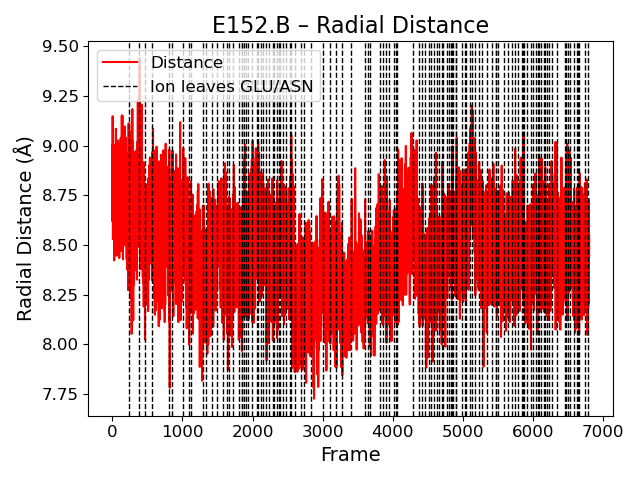 E152.B – Radial Distance
Distance
Ion leaves GLU/ASN
Radial Distance (Å)
9.50
9.25
9.00
8.75
8.50
8.25
8.00
7.75
0 1000 2000 3000 4000 5000 6000 7000
Frame